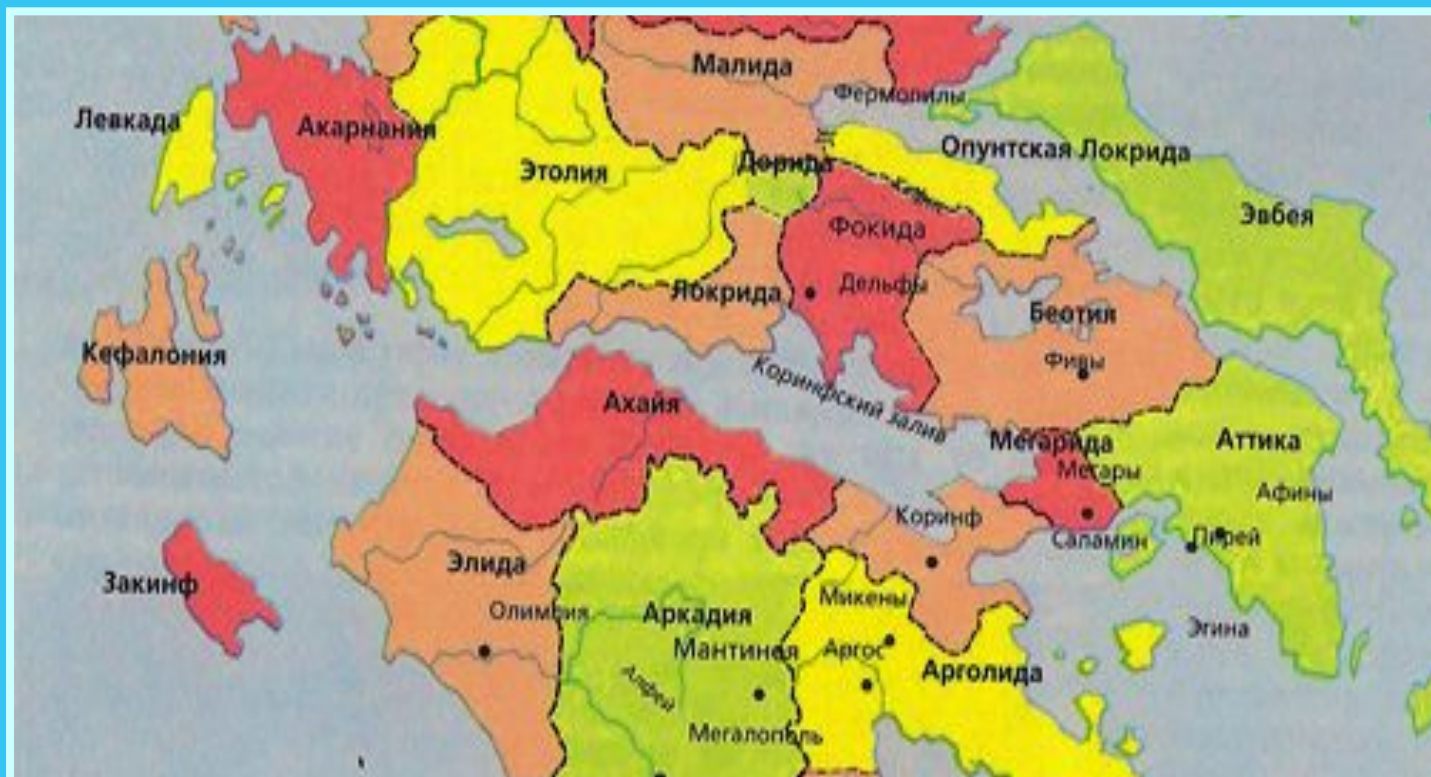 Малида
Фермопилы
Левкада
Акарнания
Опунтская Локрида
Этолия
Дорида
Эвбея
Фокида
Локрида
Дельфы
Беотия
Кефалония
Фивы
Коринфский залив
Ахайя
Мегарида
Аттика
Мегары
Афины
Коринф
Саламин
Пирей
Элида
Закинф
Олимпия
Микены
Аркадия
Эгина
Мантинея
Аргос
Арголида
Алфей
Мегалополь